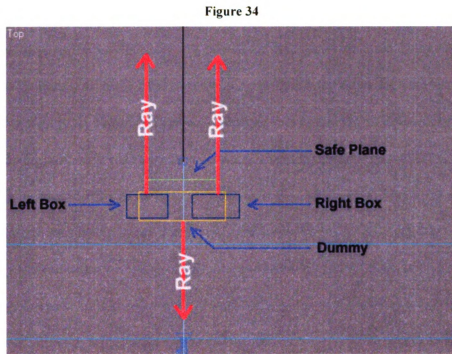 Figure 34
Top
Ray
Ray
Safe Plane
Left Box
Right Box
Dummy
Ray